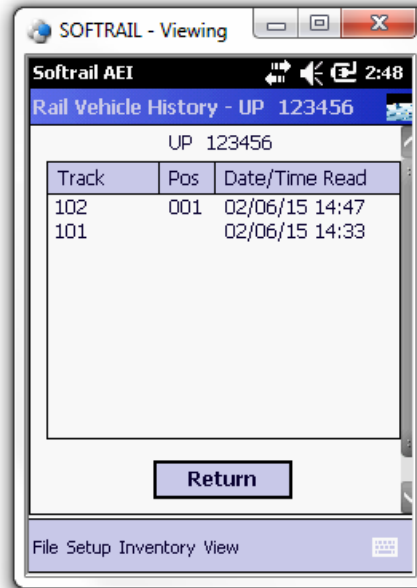 SOFTRAIL - Viewing
Softrail AEI 2:48
Rail Vehicle History - UP 123456
UP 123456
Track Pos Date/Time Read
102 001 02/06/15 14:47
101 02/06/15 14:33
Return
File Setup Inventory View